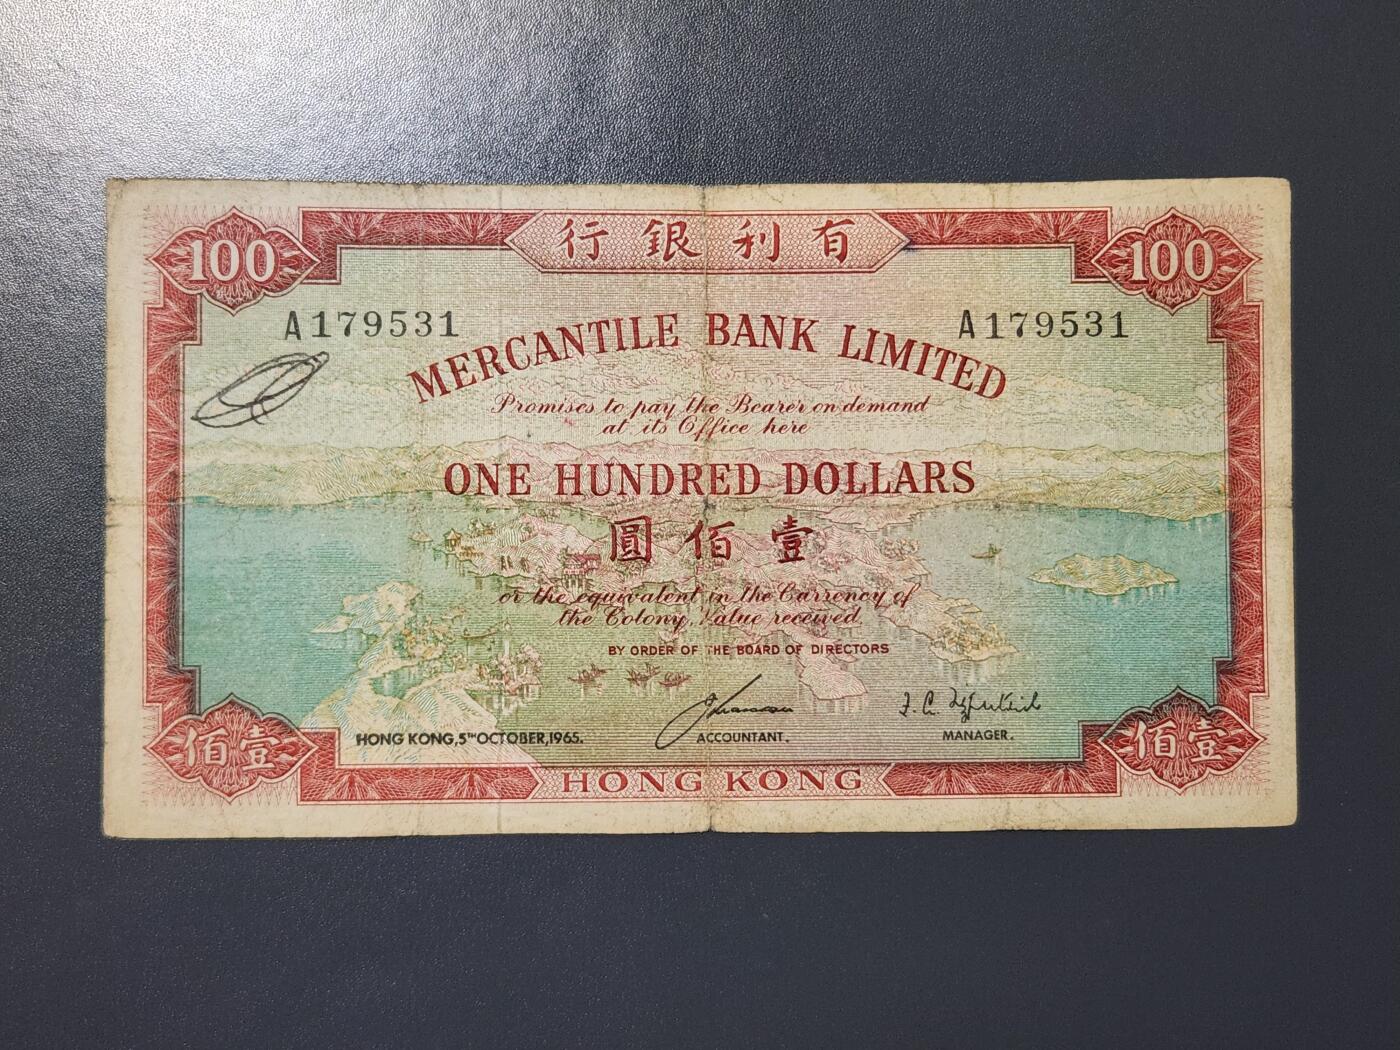 行銀利有
100 100
A179531 A179531
MERCANTILE BANK LIMITED
Promises to pay the Bearer on demand
at its Office here
ONE HUNDRED DOLLARS
圓佰壹
or the equivalent in the Currency of
the Colony, Value received.
BY ORDER OF THE BOARD OF DIRECTORS
HONG KONG, 5TH OCTOBER, 1965.
ACCOUNTANT.
MANAGER.
佰壹 佰壹
HONG KONG